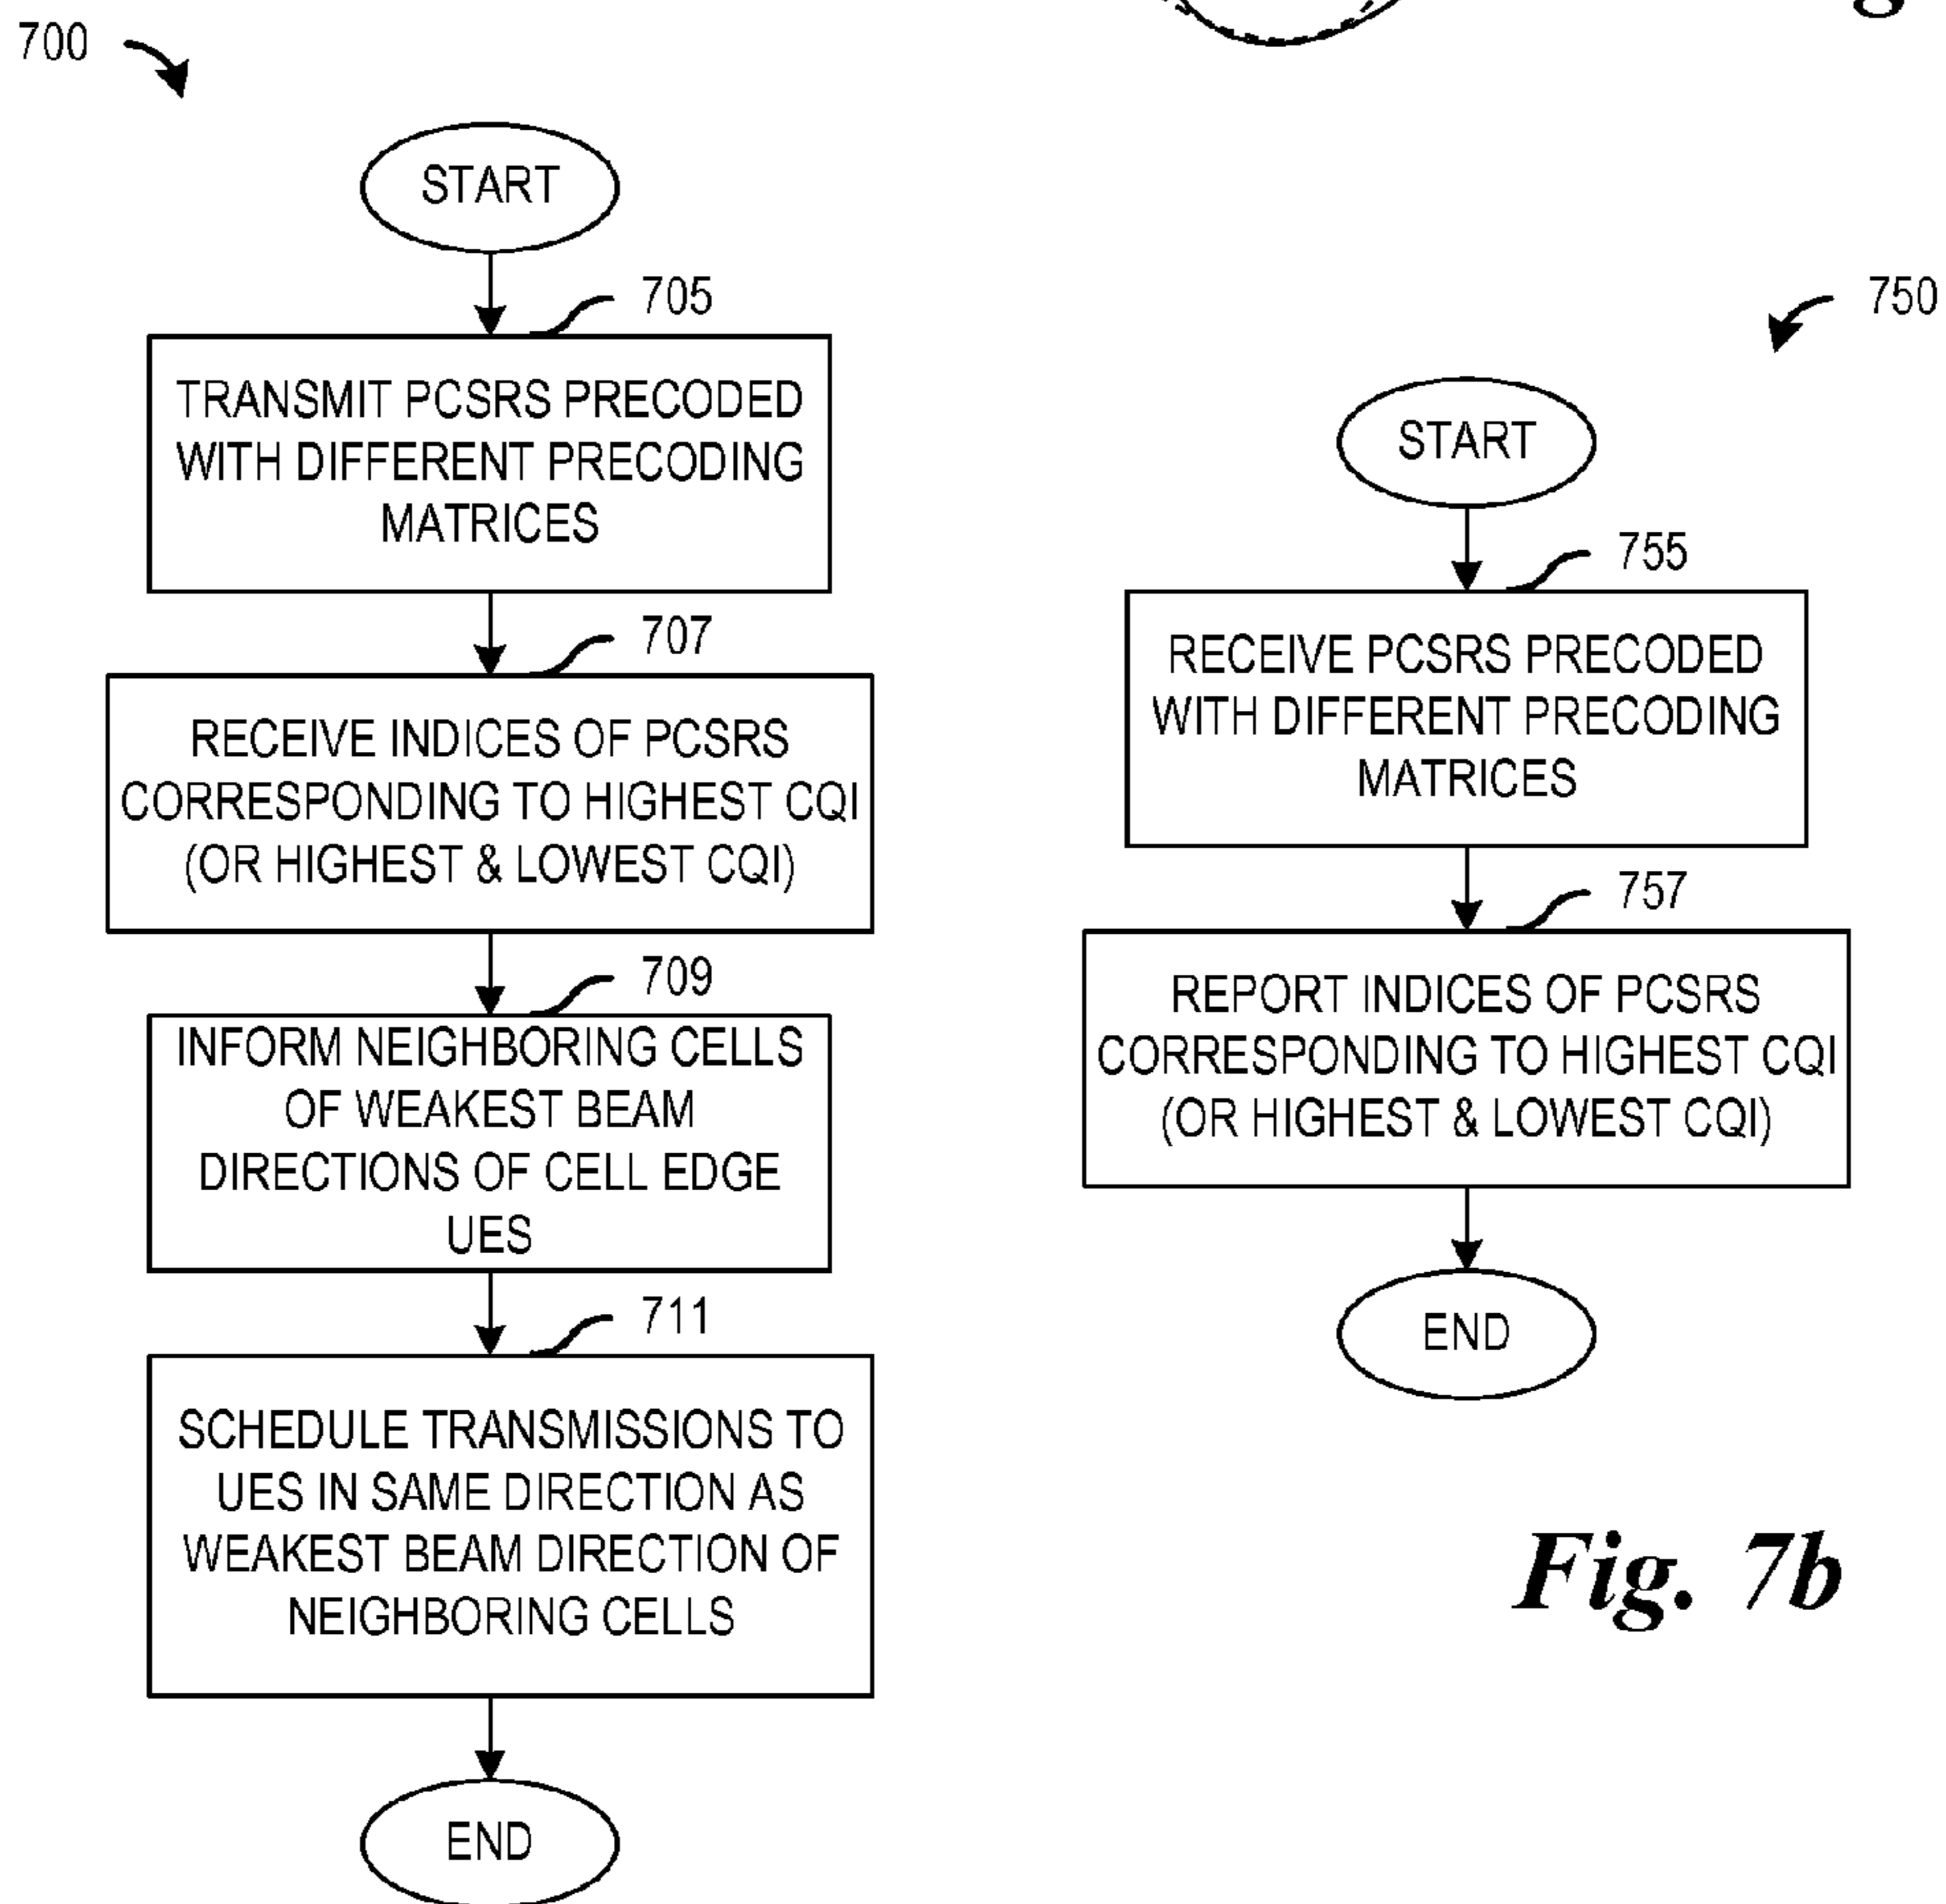 700
START
705
TRANSMIT PCSRS PRECODED
WITH DIFFERENT PRECODING
MATRICES
707
RECEIVE INDICES OF PCSRS
CORRESPONDING TO HIGHEST CQI
(OR HIGHEST & LOWEST CQI)
709
INFORM NEIGHBORING CELLS
OF WEAKEST BEAM
DIRECTIONS OF CELL EDGE
UES
711
SCHEDULE TRANSMISSIONS TO
UES IN SAME DIRECTION AS
WEAKEST BEAM DIRECTION OF
NEIGHBORING CELLS
END
750
START
755
RECEIVE PCSRS PRECODED
WITH DIFFERENT PRECODING
MATRICES
757
REPORT INDICES OF PCSRS
CORRESPONDING TO HIGHEST CQI
(OR HIGHEST & LOWEST CQI)
END
Fig. 7b